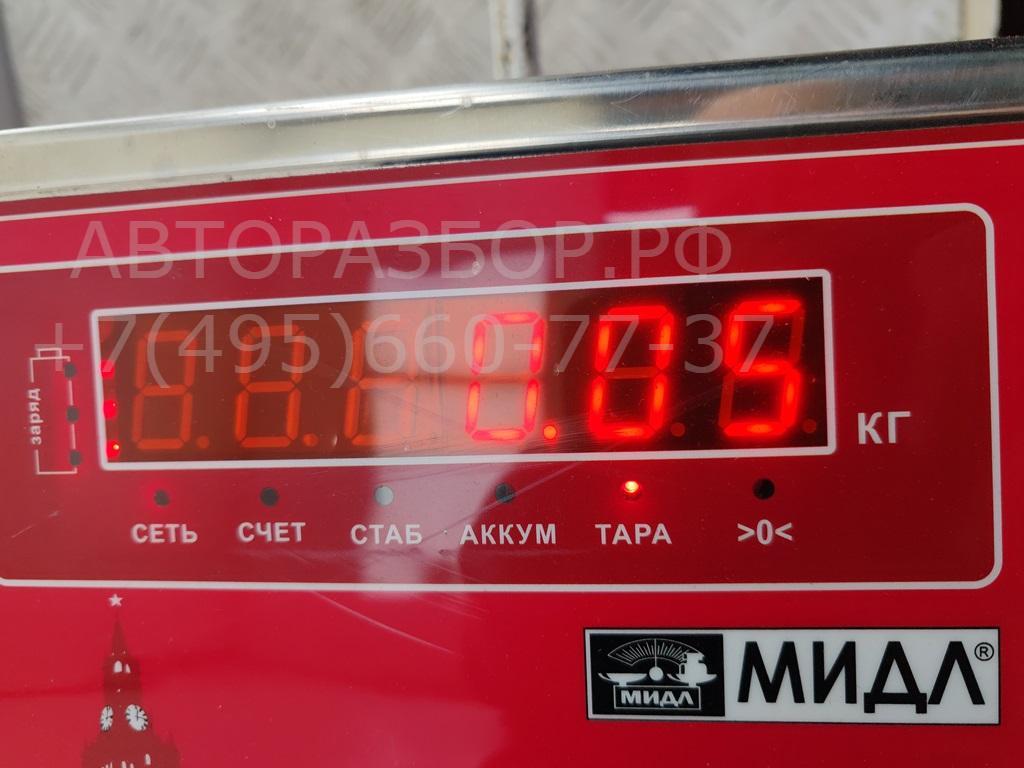 АВТОРАЗБОР.РФ
+7(495)660-77-37
0.05
заряд
КГ
СЕТЬ СЧЕТ СТАБ АККУМ ТАРА >0<
МИДЛ МИДЛ®